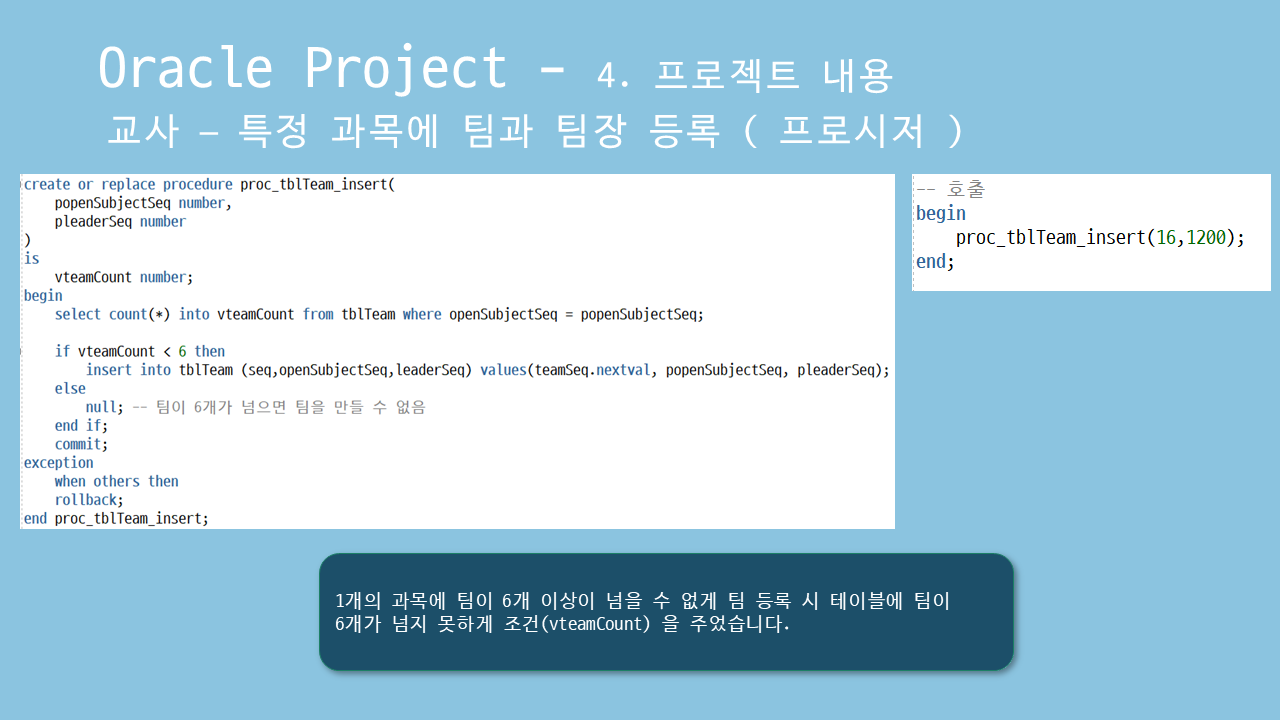 Oracle Project - 4. 프로젝트 내용
교사 – 특정 과목에 팀과 팀장 등록 ( 프로시저 )
create or replace procedure proc_tblTeam_insert(
    popenSubjectSeq number,
    pleaderSeq number
)
is
    vteamCount number;
begin
    select count(*) into vteamCount from tblTeam where openSubjectSeq = popenSubjectSeq;
    if vteamCount < 6 then
        insert into tblTeam (seq,openSubjectSeq,leaderSeq) values(teamSeq.nextval, popenSubjectSeq, pleaderSeq);
    else
        null; -- 팀이 6개가 넘으면 팀을 만들 수 없음
    end if;
    commit;
exception
    when others then
    rollback;
end proc_tblTeam_insert;
-- 호출
begin
    proc_tblTeam_insert(16,1200);
end;
1개의 과목에 팀이 6개 이상이 넘을 수 없게 팀 등록 시 테이블에 팀이
6개가 넘지 못하게 조건(vteamCount) 을 주었습니다.